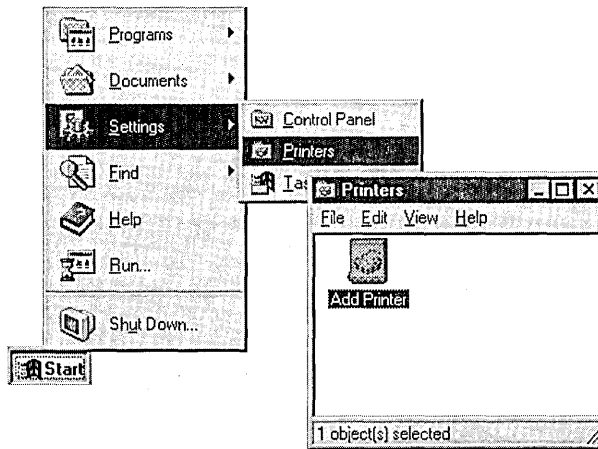 Programs
Documents
Settings
Find
Help
Run...
Shut Down...
Start
Control Panel
Printers
Printers
File Edit View Help
Add Printer
1 object(s) selected